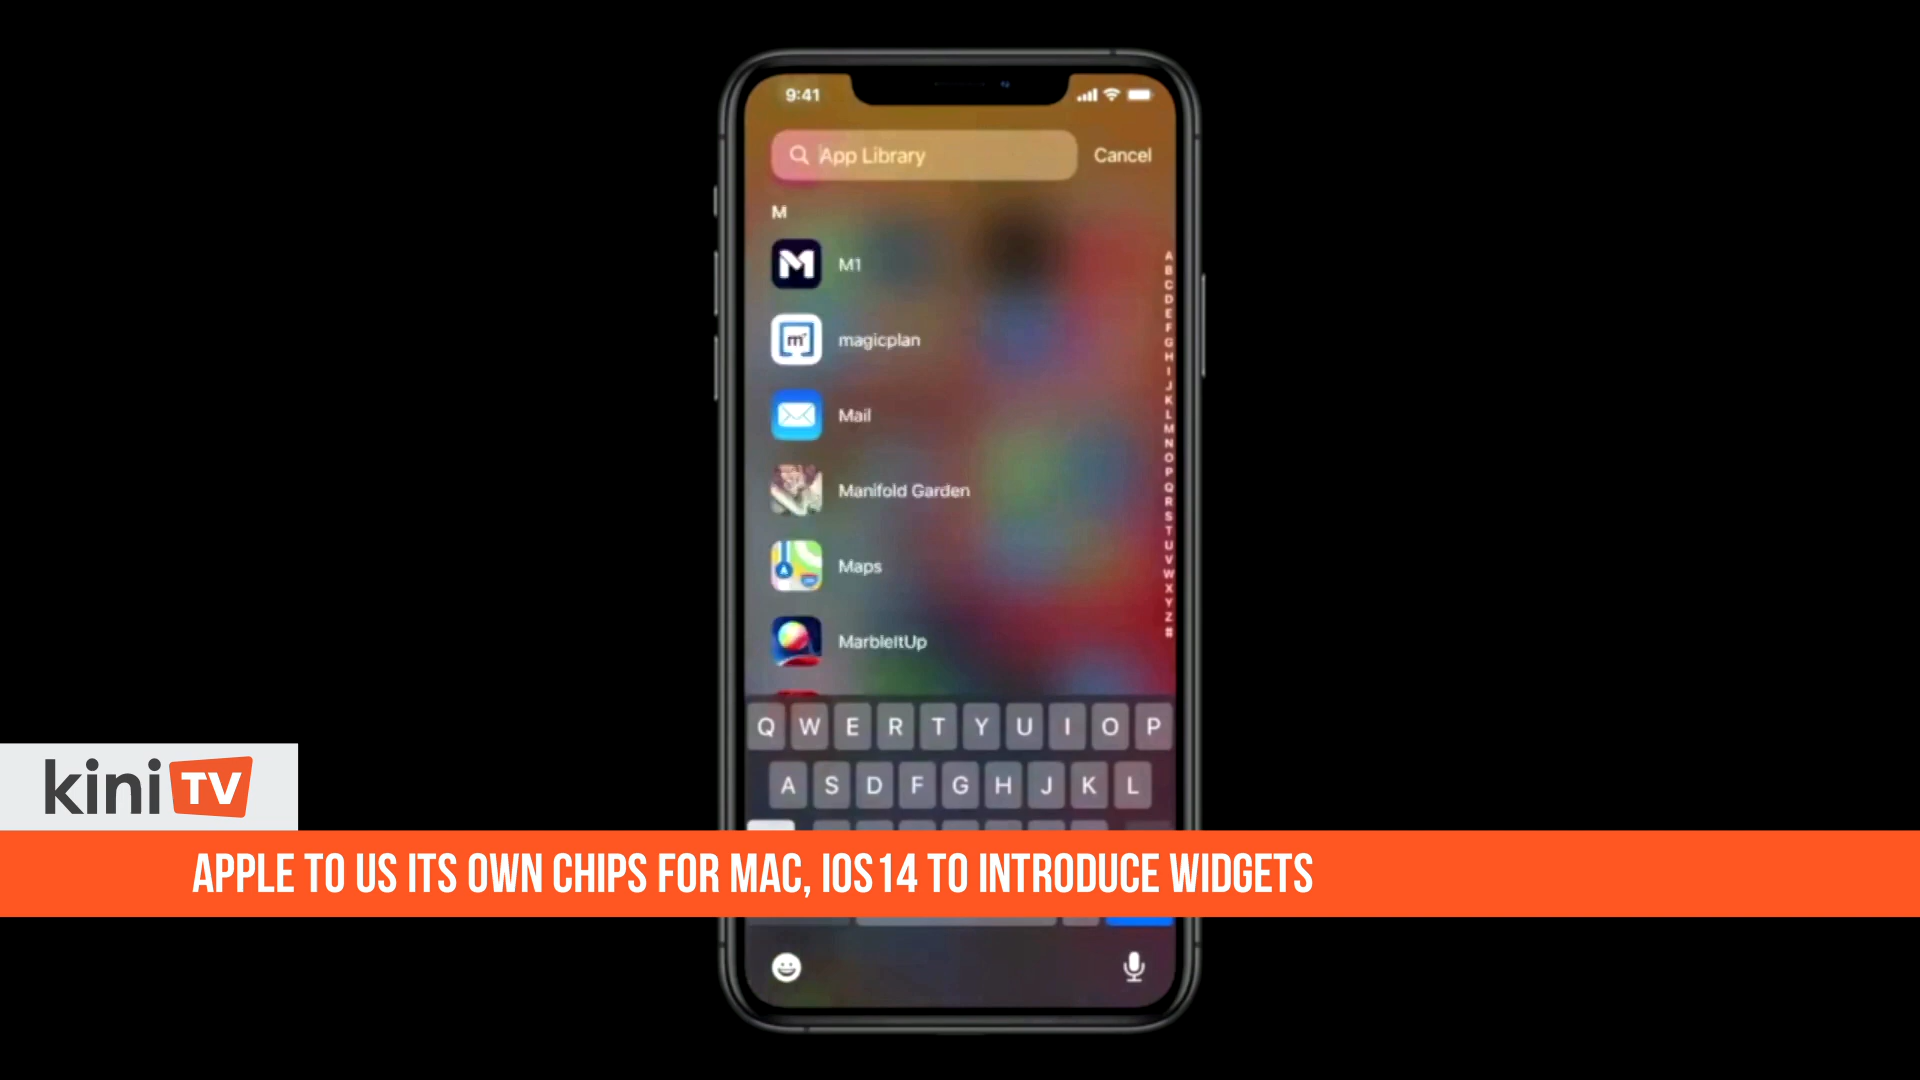 9:41
App Library
Cancel
M
M1
magicplan
Mail
Manifold Garden
Maps
MarbleItUp
A
B
C
D
E
F
G
H
I
J
K
L
M
N
O
P
Q
R
S
T
U
V
W
X
Y
Z
#
Q W E R T Y U I O P
A S D F G H J K L
kini TV
APPLE TO US ITS OWN CHIPS FOR MAC, IOS14 TO INTRODUCE WIDGETS